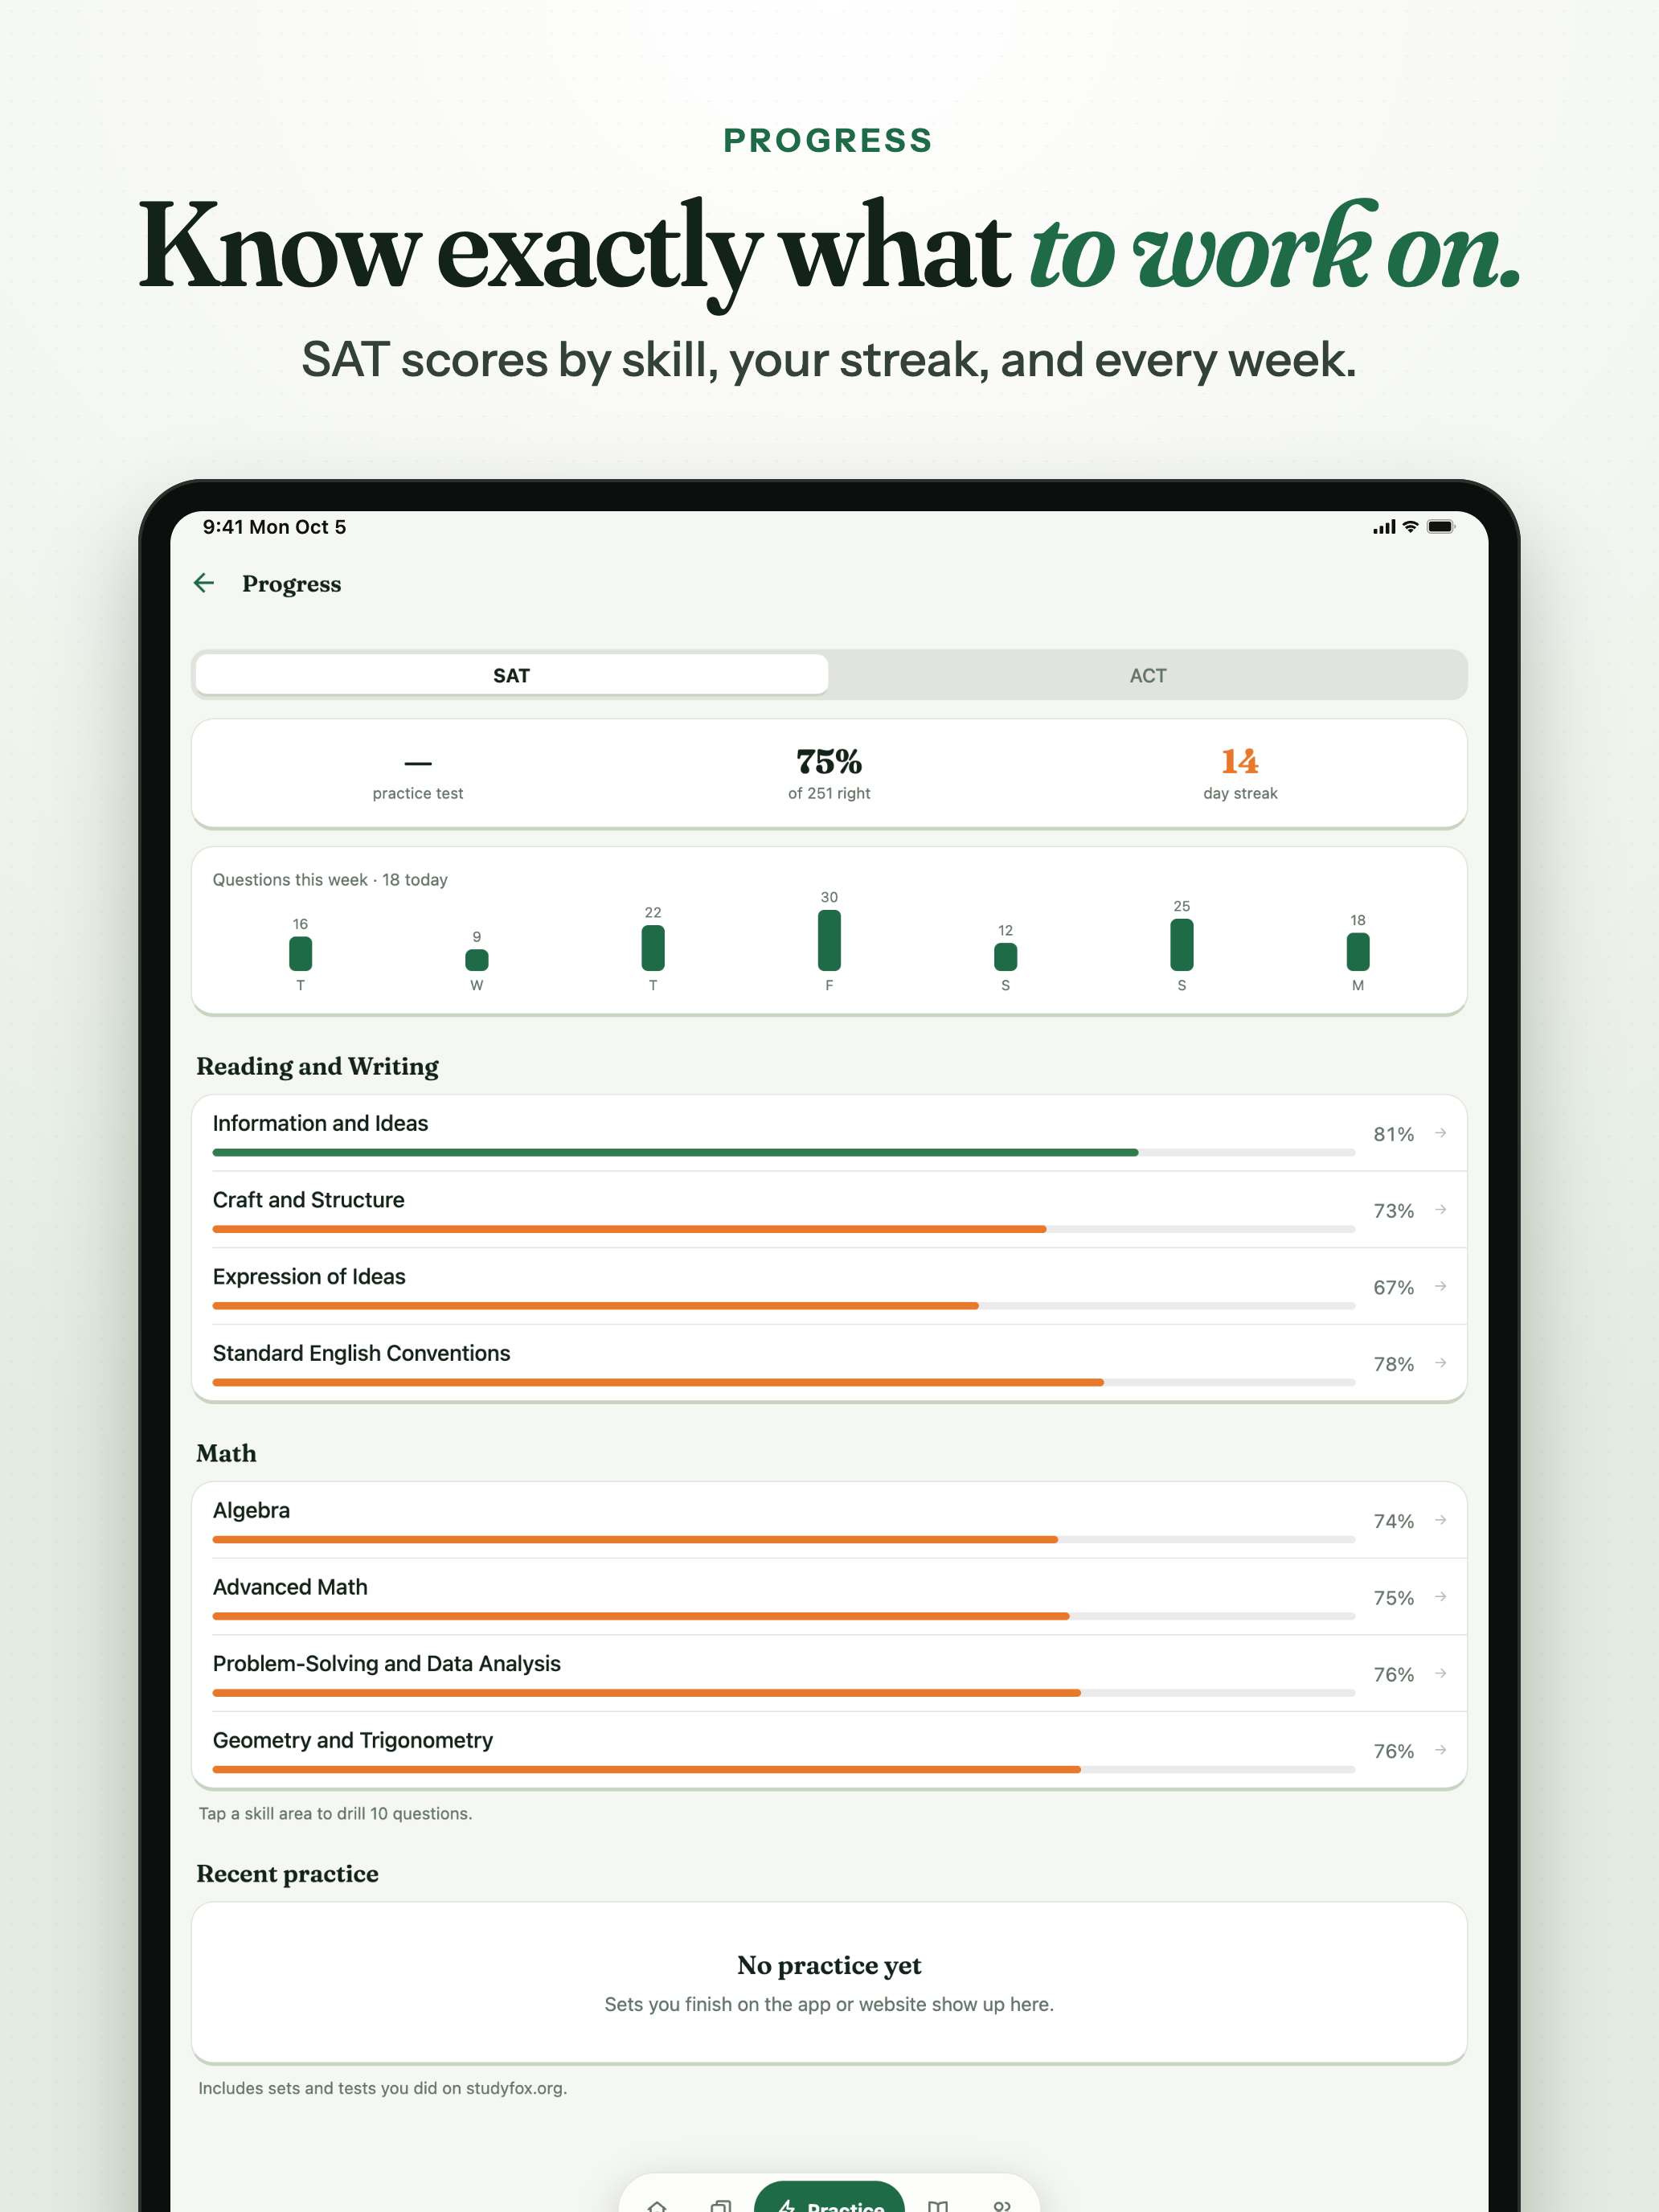 PROGRESS
Know exactly what to work on.
SAT scores by skill, your streak, and every week.
9:41 Mon Oct 5
Progress
SAT
ACT
—
practice test
75%
of 251 right
14
day streak
Questions this week · 18 today
16
9
22
30
12
25
18
T
W
T
F
S
S
M
Reading and Writing
Information and Ideas
81%
Craft and Structure
73%
Expression of Ideas
67%
Standard English Conventions
78%
Math
Algebra
74%
Advanced Math
75%
Problem-Solving and Data Analysis
76%
Geometry and Trigonometry
76%
Tap a skill area to drill 10 questions.
Recent practice
No practice yet
Sets you finish on the app or website show up here.
Includes sets and tests you did on studyfox.org.
Practice